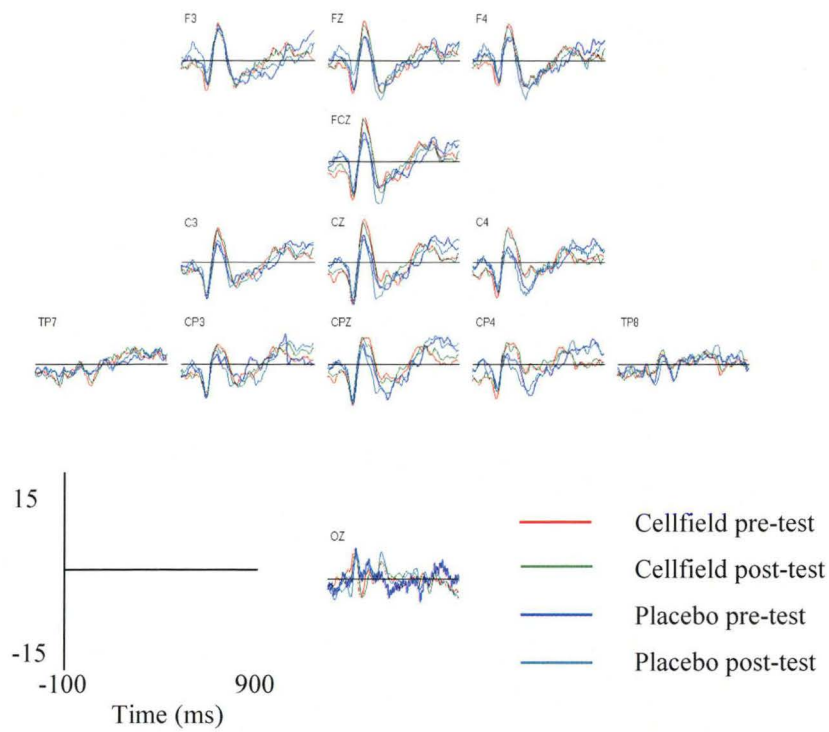 F3 FZ F4
FCZ
C3 CZ C4
TP7 CP3 CPZ CP4 TP8
15
-15
-100 900
Time (ms)
OZ
Cellfield pre-test
Cellfield post-test
Placebo pre-test
Placebo post-test